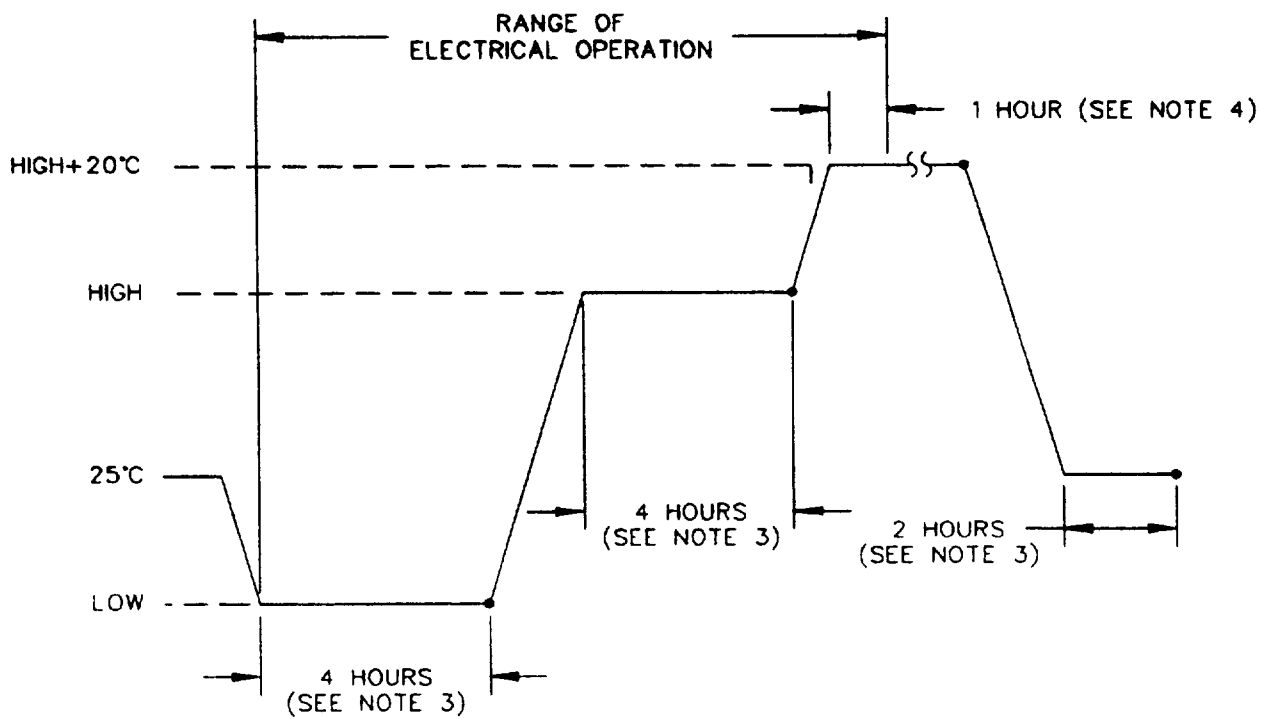 RANGE OF
ELECTRICAL OPERATION
1 HOUR (SEE NOTE 4)
HIGH+20°C
HIGH
25°C
4 HOURS
(SEE NOTE 3)
2 HOURS
(SEE NOTE 3)
LOW
4 HOURS
(SEE NOTE 3)